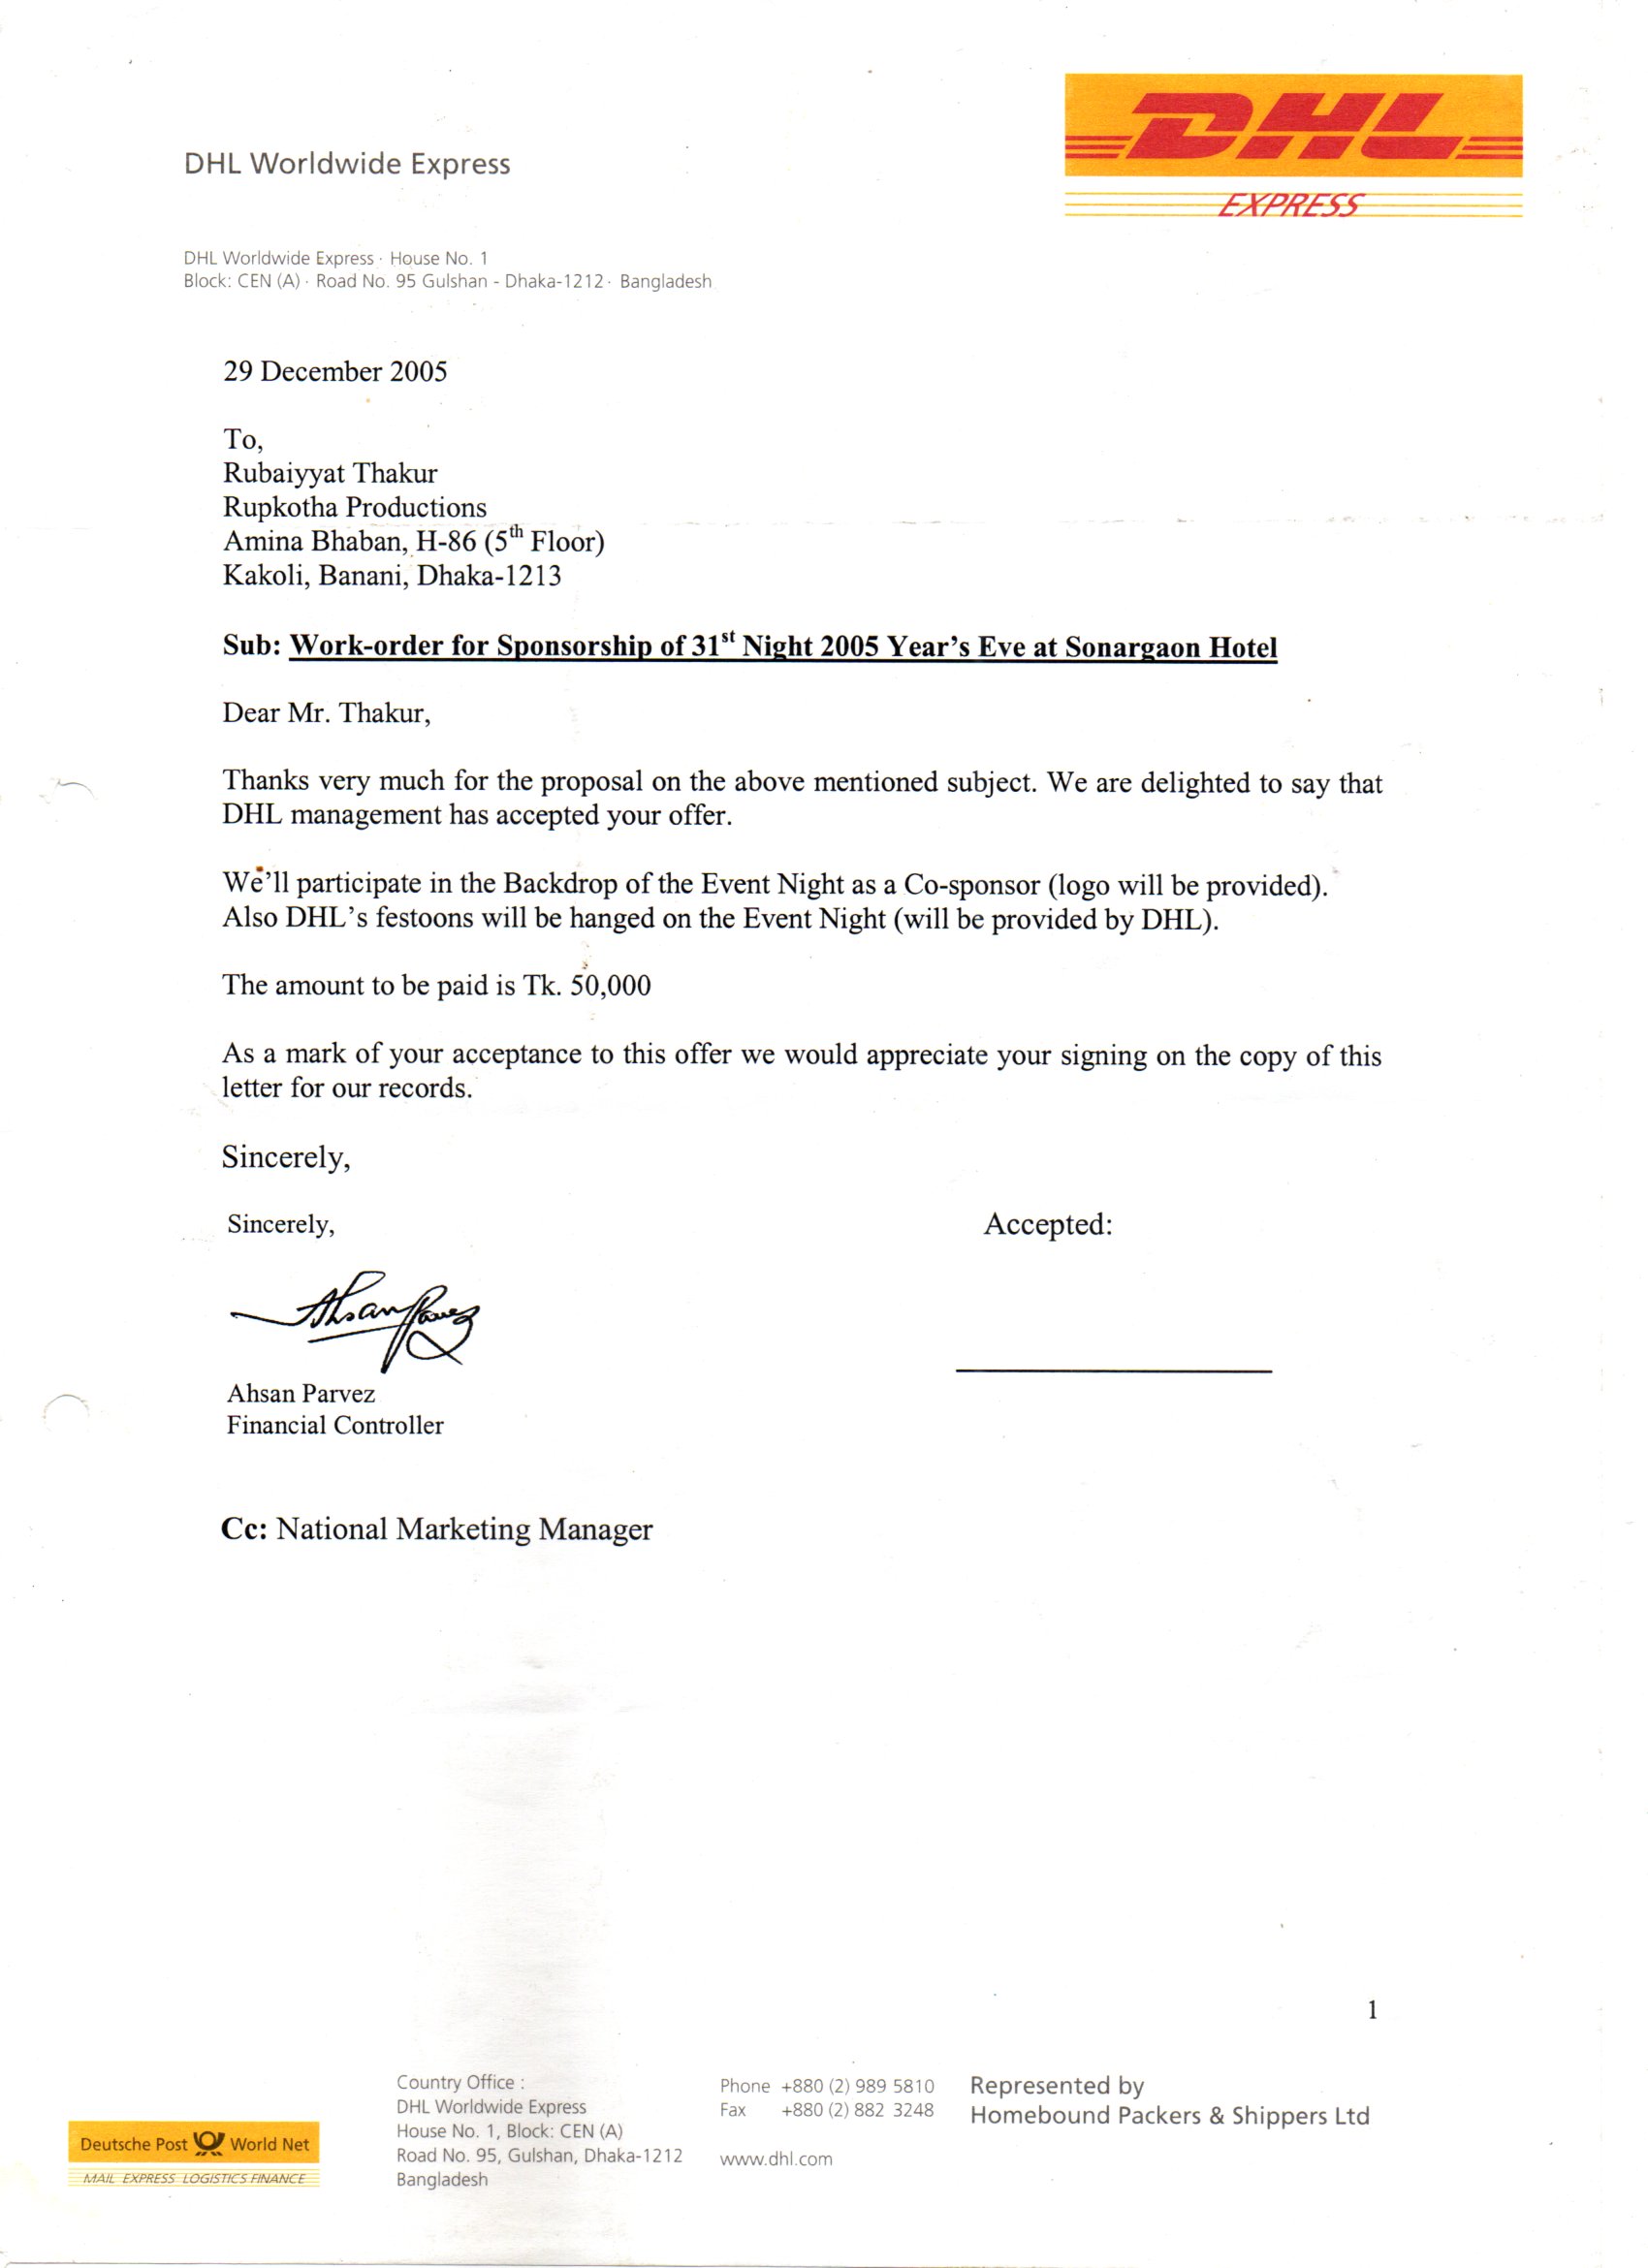 DHL Worldwide Express
DHL
EXPRESS
DHL Worldwide Express · House No. 1
Block: CEN (A) · Road No. 95 Gulshan - Dhaka-1212 · Bangladesh
29 December 2005
To,
Rubaiyyat Thakur
Rupkotha Productions
Amina Bhaban, H-86 (5th Floor)
Kakoli, Banani, Dhaka-1213
Sub: Work-order for Sponsorship of 31st Night 2005 Year's Eve at Sonargaon Hotel
Dear Mr. Thakur,
Thanks very much for the proposal on the above mentioned subject. We are delighted to say that
DHL management has accepted your offer.
We'll participate in the Backdrop of the Event Night as a Co-sponsor (logo will be provided).
Also DHL's festoons will be hanged on the Event Night (will be provided by DHL).
The amount to be paid is Tk. 50,000
As a mark of your acceptance to this offer we would appreciate your signing on the copy of this
letter for our records.
Sincerely,
Sincerely,
Accepted:
Ahsan Parvez
Ahsan Parvez
Financial Controller
Cc: National Marketing Manager
1
Deutsche Post World Net
MAIL EXPRESS LOGISTICS FINANCE
Country Office :
DHL Worldwide Express
House No. 1, Block: CEN (A)
Road No. 95, Gulshan, Dhaka-1212
Bangladesh
Phone +880 (2) 989 5810
Fax +880 (2) 882 3248
www.dhl.com
Represented by
Homebound Packers & Shippers Ltd